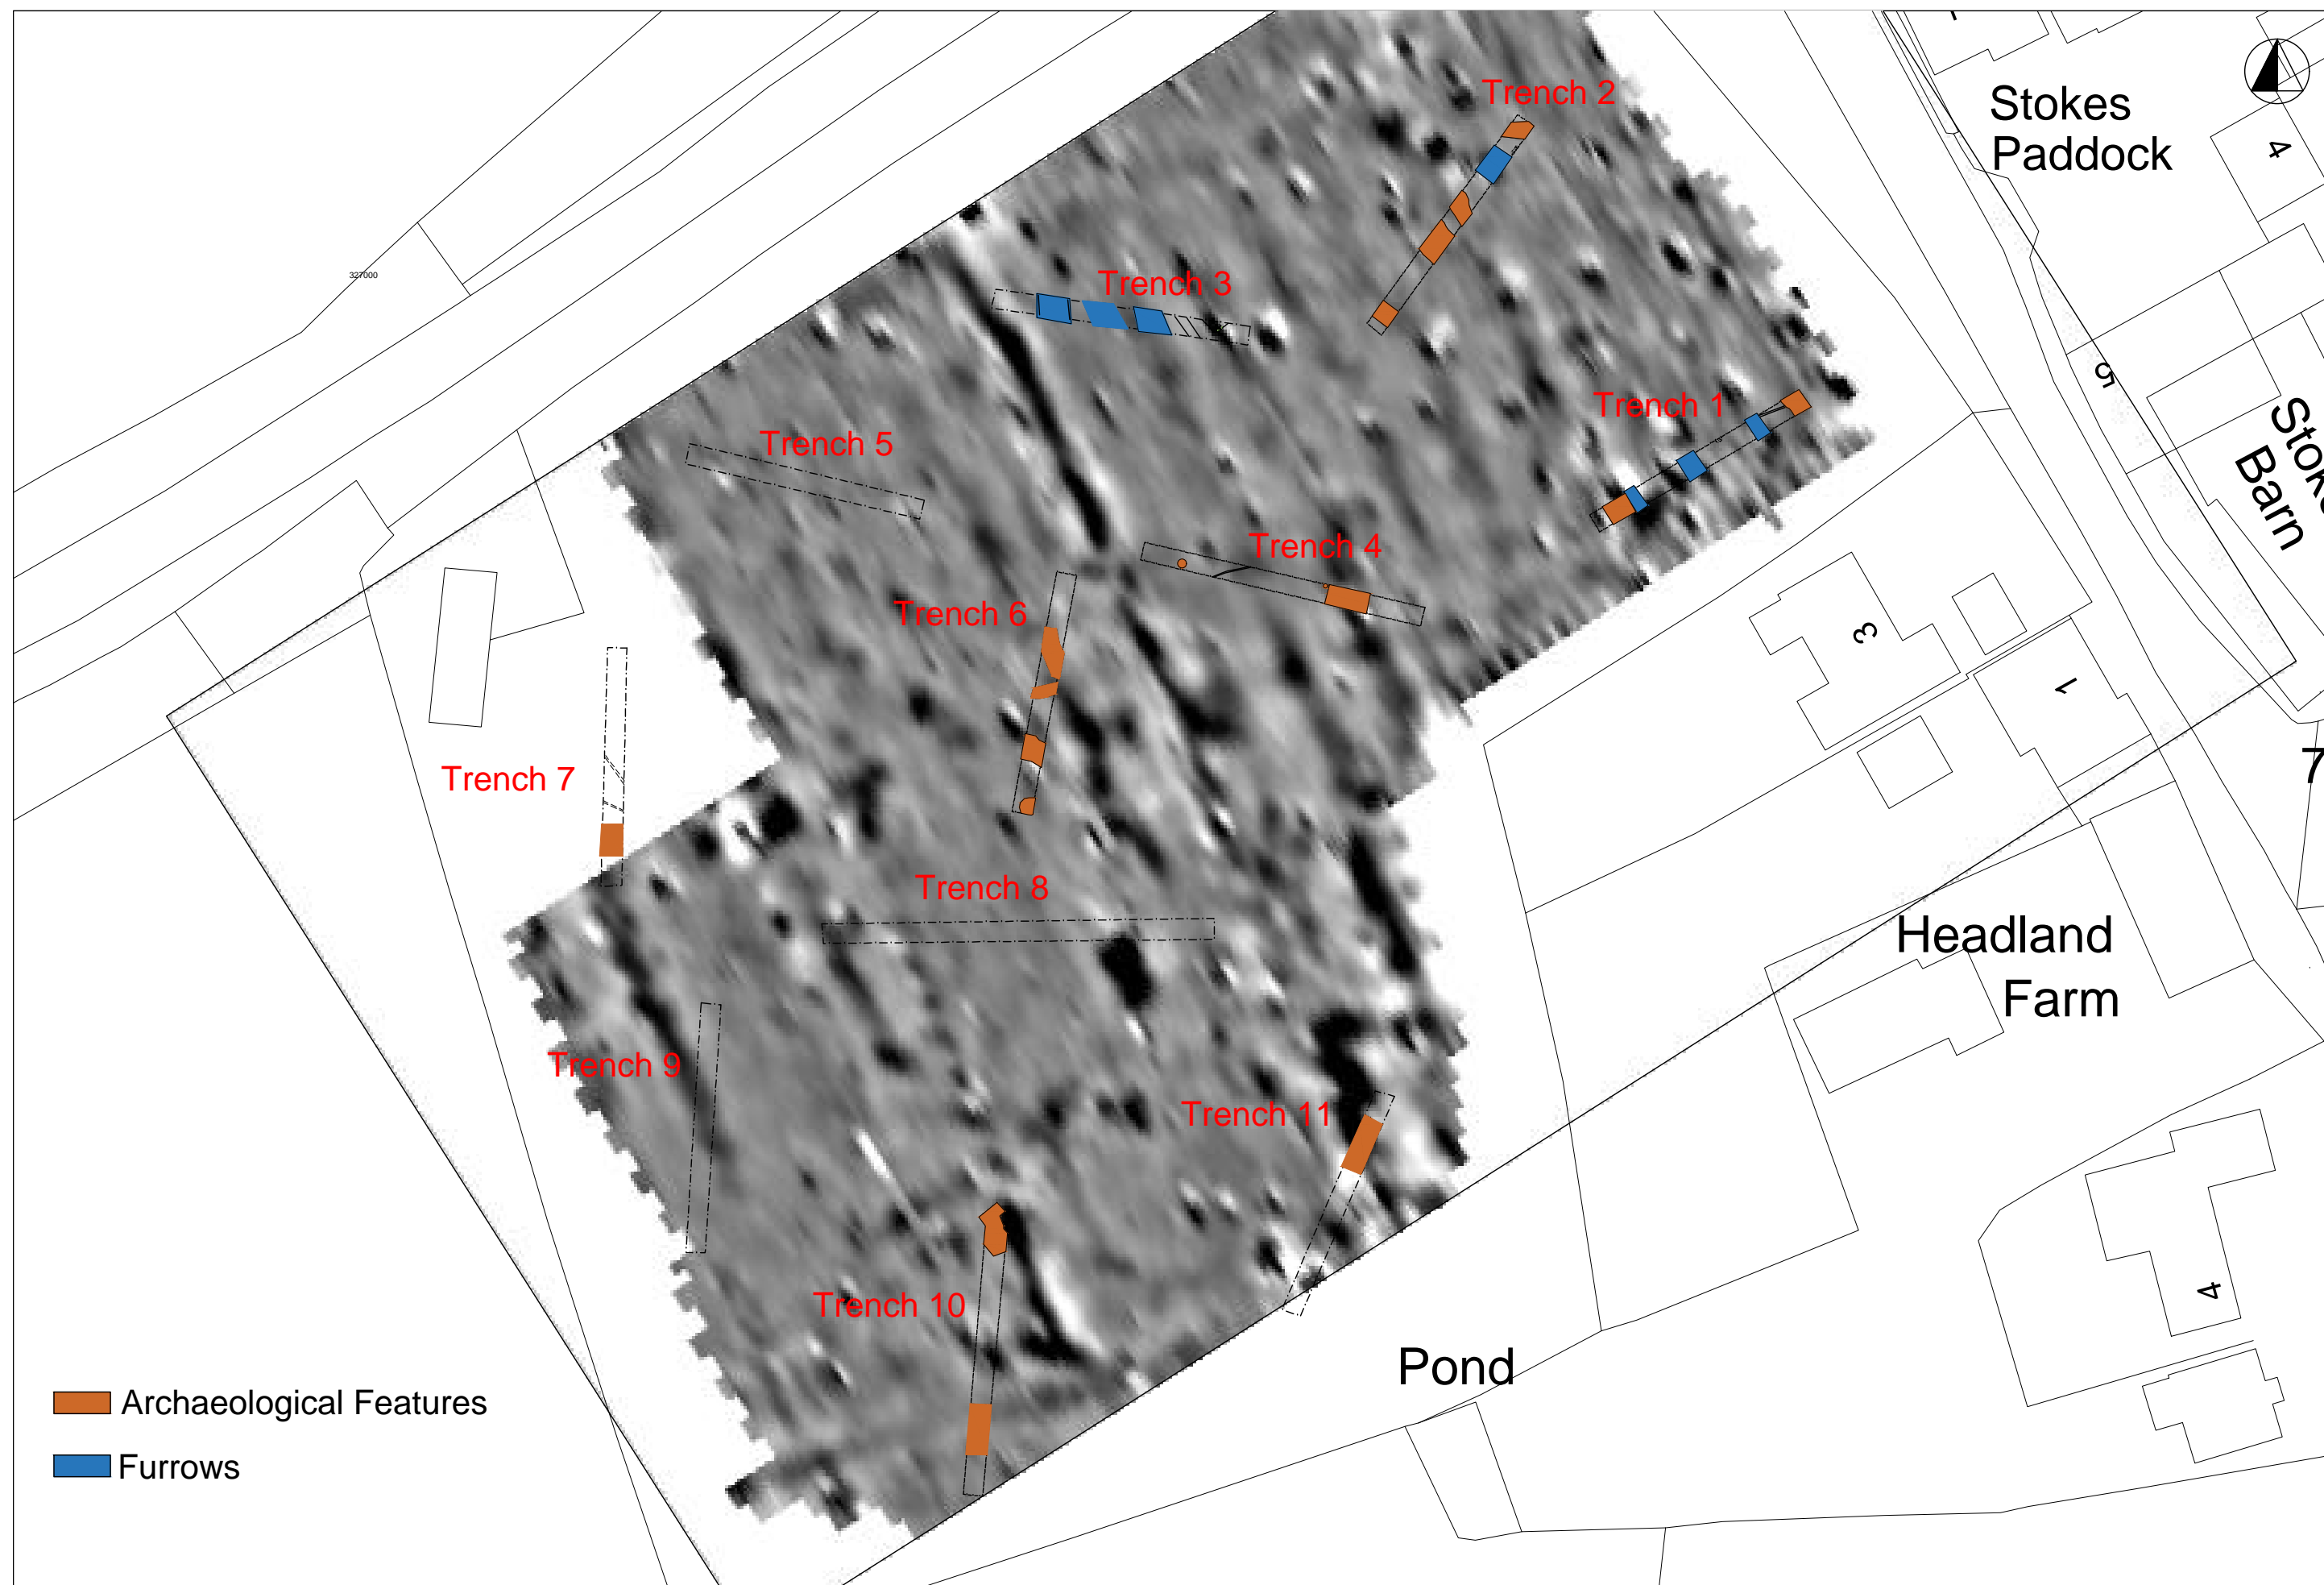 Stokes
Paddock
4
Trench 2
327000
Trench 3
5
Trench 1
Barn
Trench 5
Trench 4
Trench 6
3
1
7
Trench 7
Trench 8
Headland
Farm
Trench 9
Trench 11
4
Trench 10
Pond
Archaeological Features
Furrows